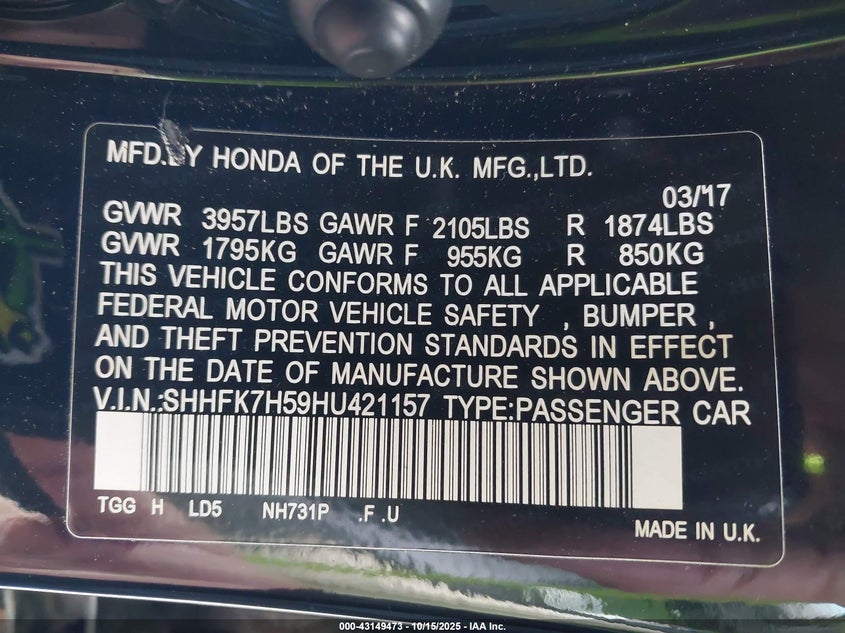 MFD.BY HONDA OF THE U.K. MFG.,LTD.
03/17
GVWR 3957LBS GAWR F 2105LBS R 1874LBS
GVWR 1795KG GAWR F 955KG R 850KG
THIS VEHICLE CONFORMS TO ALL APPLICABLE
FEDERAL MOTOR VEHICLE SAFETY , BUMPER ,
AND THEFT PREVENTION STANDARDS IN EFFECT
ON THE DATE OF MANUFACTURE SHOWN ABOVE.
V.I.N.:SHHFK7H59HU421157 TYPE:PASSENGER CAR
TGG H LD5 NH731P .F .U
MADE IN U.K.
000-43149473 - 10/15/2025 - IAA Inc.